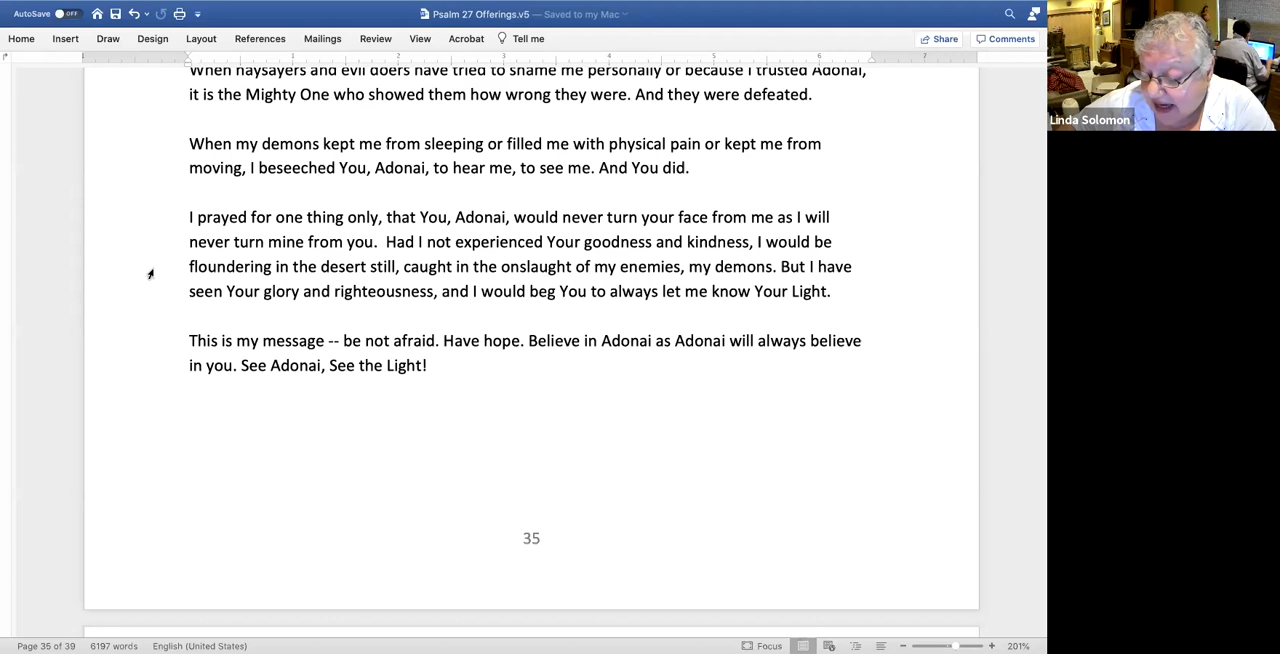 AutoSave OFF
Psalm 27 Offerings.v5 — Saved to my Mac
Home Insert Draw Design Layout References Mailings Review View Acrobat Tell me Share Comments
1 2 3 4 5 6 7
When naysayers and evil doers have tried to shame me personally or because I trusted Adonai,
it is the Mighty One who showed them how wrong they were. And they were defeated.
When my demons kept me from sleeping or filled me with physical pain or kept me from
moving, I beseeched You, Adonai, to hear me, to see me. And You did.
I prayed for one thing only, that You, Adonai, would never turn your face from me as I will
never turn mine from you.  Had I not experienced Your goodness and kindness, I would be
floundering in the desert still, caught in the onslaught of my enemies, my demons. But I have
seen Your glory and righteousness, and I would beg You to always let me know Your Light.
This is my message -- be not afraid. Have hope. Believe in Adonai as Adonai will always believe
in you. See Adonai, See the Light!
35
Page 35 of 39 6197 words English (United States) Focus 201%
Linda Solomon